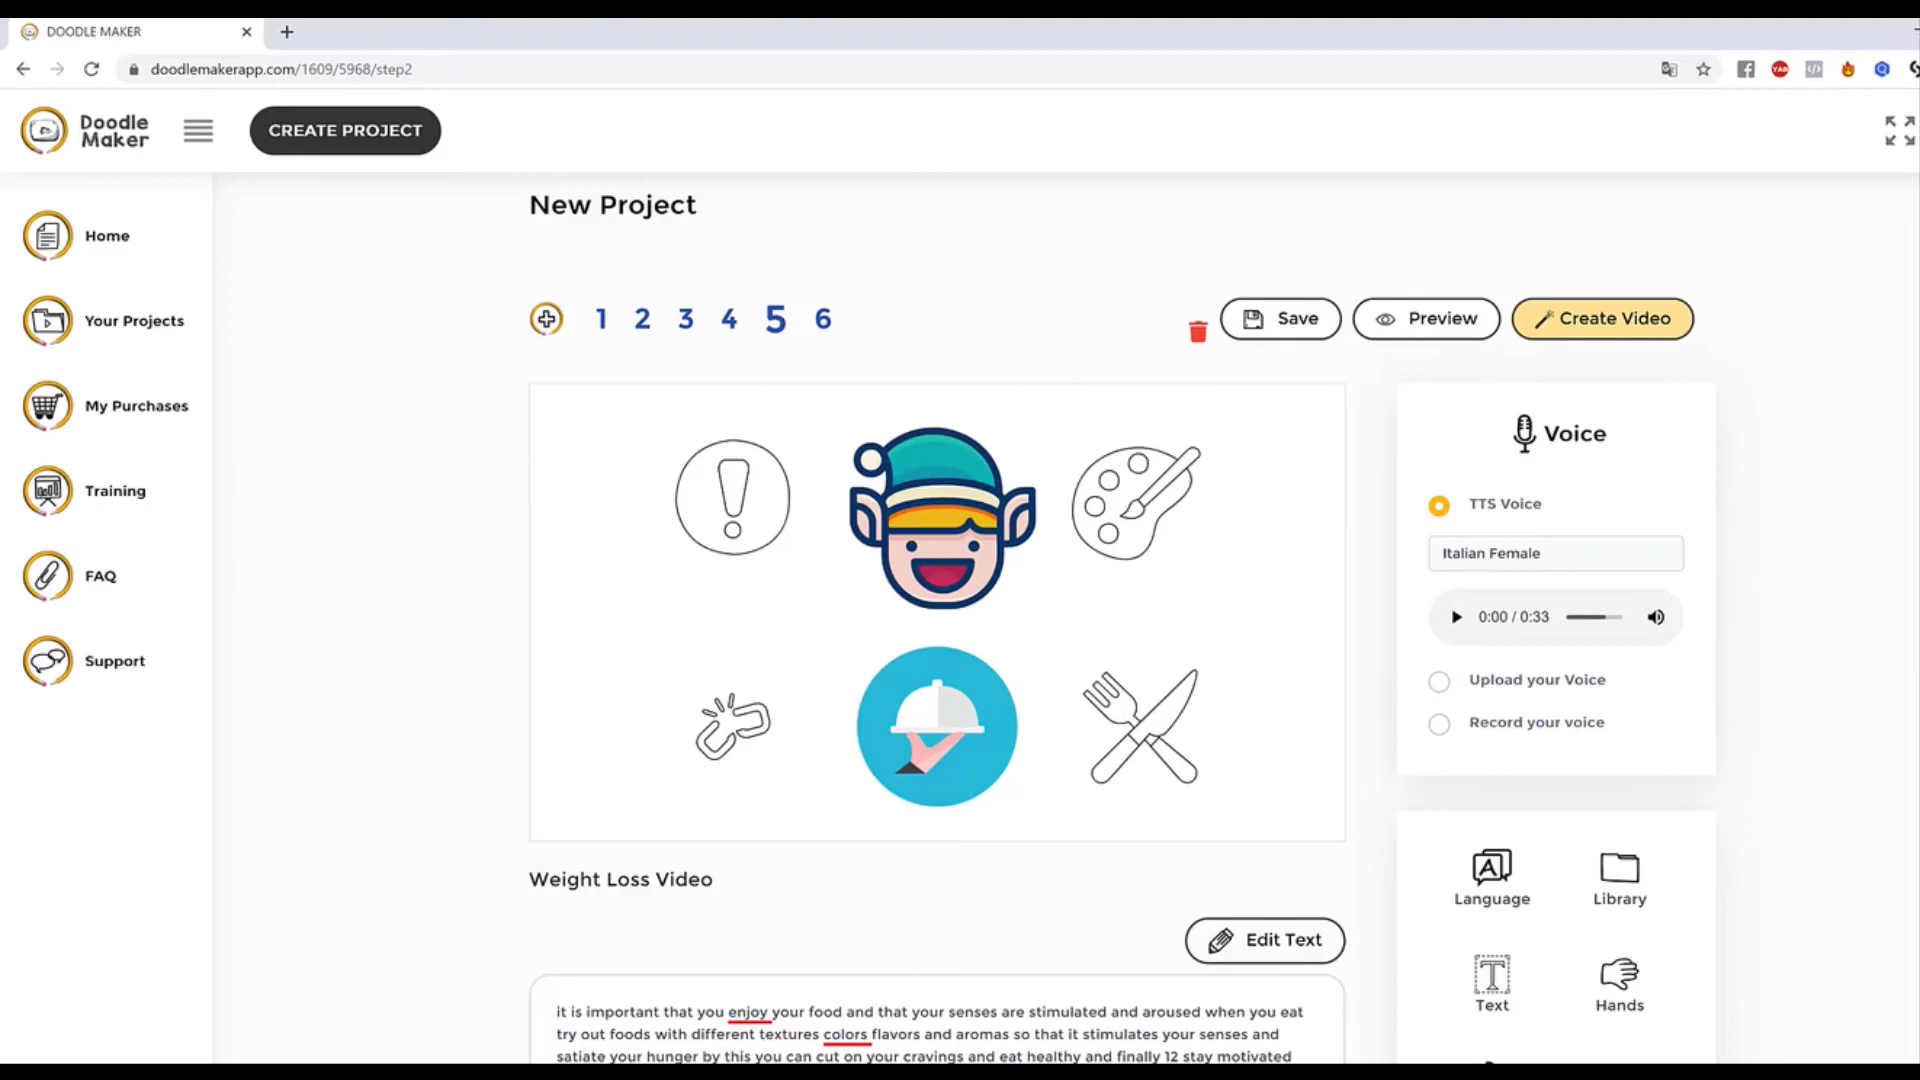 DOODLE MAKER
doodlemakerapp.com/1609/5968/step2
YAB
Doodle
Maker
CREATE PROJECT
Home
Your Projects
My Purchases
Training
FAQ
Support
New Project
1 2 3 4 5 6
Save
Preview
Create Video
Voice
TTS Voice
Italian Female
0:00 / 0:33
Upload your Voice
Record your voice
Weight Loss Video
Edit Text
Language
Library
Text
Hands
it is important that you enjoy your food and that your senses are stimulated and aroused when you eat
try out foods with different textures colors flavors and aromas so that it stimulates your senses and
satiate your hunger by this you can cut on your cravings and eat healthy and finally 12 stay motivated